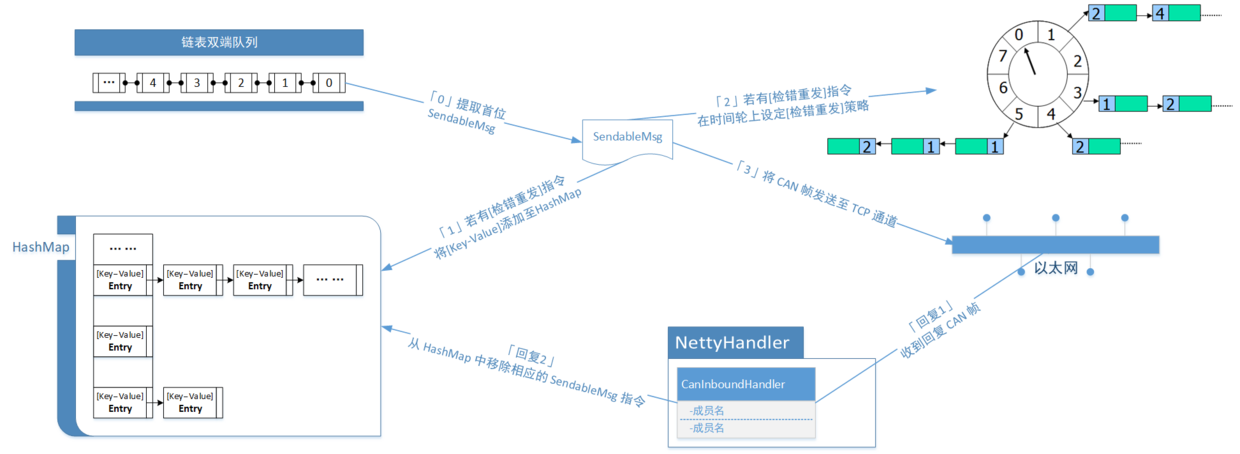 链表双端队列
… 4 3 2 1 0
「0」提取首位
SendableMsg
SendableMsg
「2」若有[检错重发]指令
在时间轮上设定[检错重发]策略
0 1 2 3 4 5 6 7
2 4
1 2
2
2 1 1
「1」若有[检错重发]指令
将[Key-Value]添加至HashMap
「3」将 CAN 帧发送至 TCP 通道
HashMap
… …
[Key-Value] [Key-Value] [Key-Value]
Entry Entry Entry … …
[Key-Value]
Entry
[Key-Value] [Key-Value]
Entry Entry
以太网
「回复1」
收到回复 CAN 帧
「回复2」
从 HashMap 中移除相应的 SendableMsg 指令
NettyHandler
CanInboundHandler
-成员名
-成员名